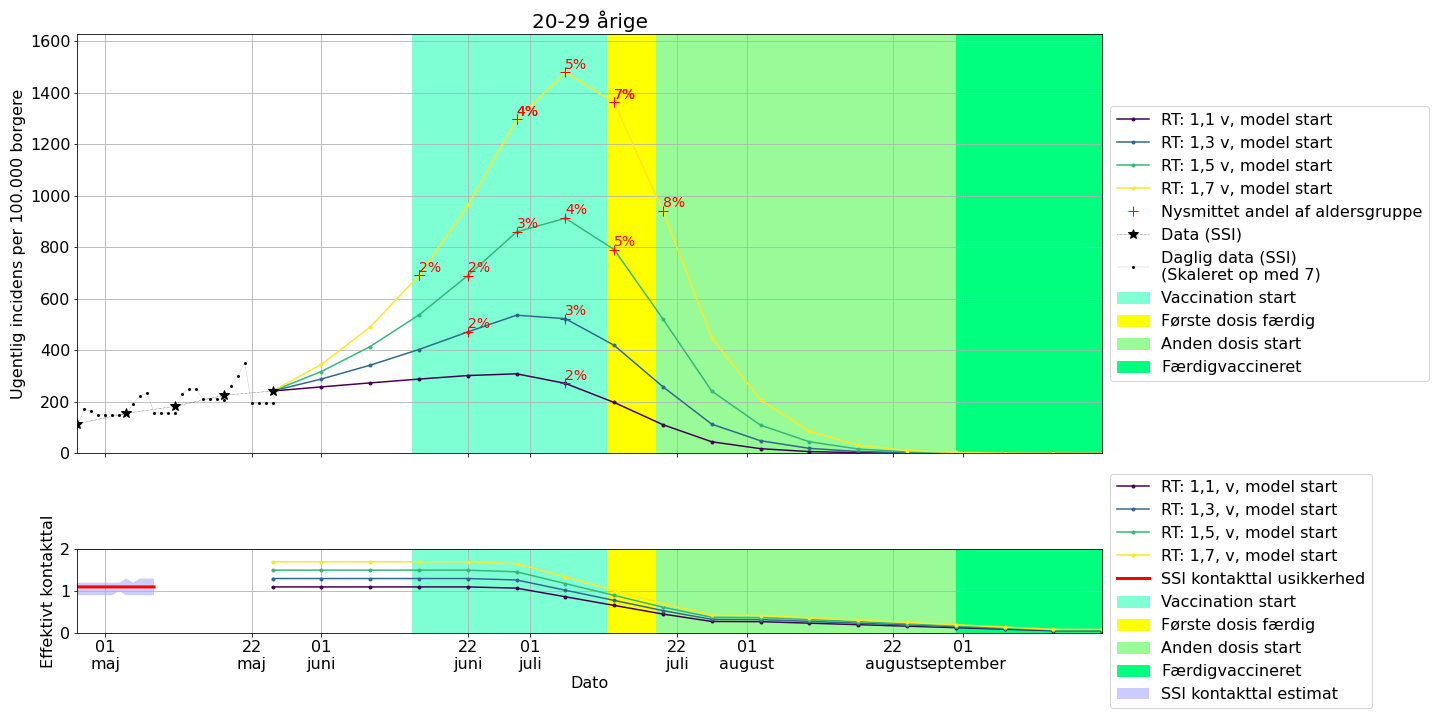 20-29 årige
Ugentlig incidens per 100.000 borgere
1600
1400
1200
1000
800
600
400
200
0
5%
7%
4%
8%
4%
3%
5%
2%
2%
3%
2%
2%
RT: 1,1 v, model start
RT: 1,3 v, model start
RT: 1,5 v, model start
RT: 1,7 v, model start
Nysmittet andel af aldersgruppe
Data (SSI)
Daglig data (SSI)
(Skaleret op med 7)
Vaccination start
Første dosis færdig
Anden dosis start
Færdigvaccineret
Effektivt kontakttal
2
1
0
01 maj
22 maj
01 juni
22 juni
01 juli
22 juli
01 august
22 august
01 september
Dato
RT: 1,1, v, model start
RT: 1,3, v, model start
RT: 1,5, v, model start
RT: 1,7, v, model start
SSI kontakttal usikkerhed
Vaccination start
Første dosis færdig
Anden dosis start
Færdigvaccineret
SSI kontakttal estimat